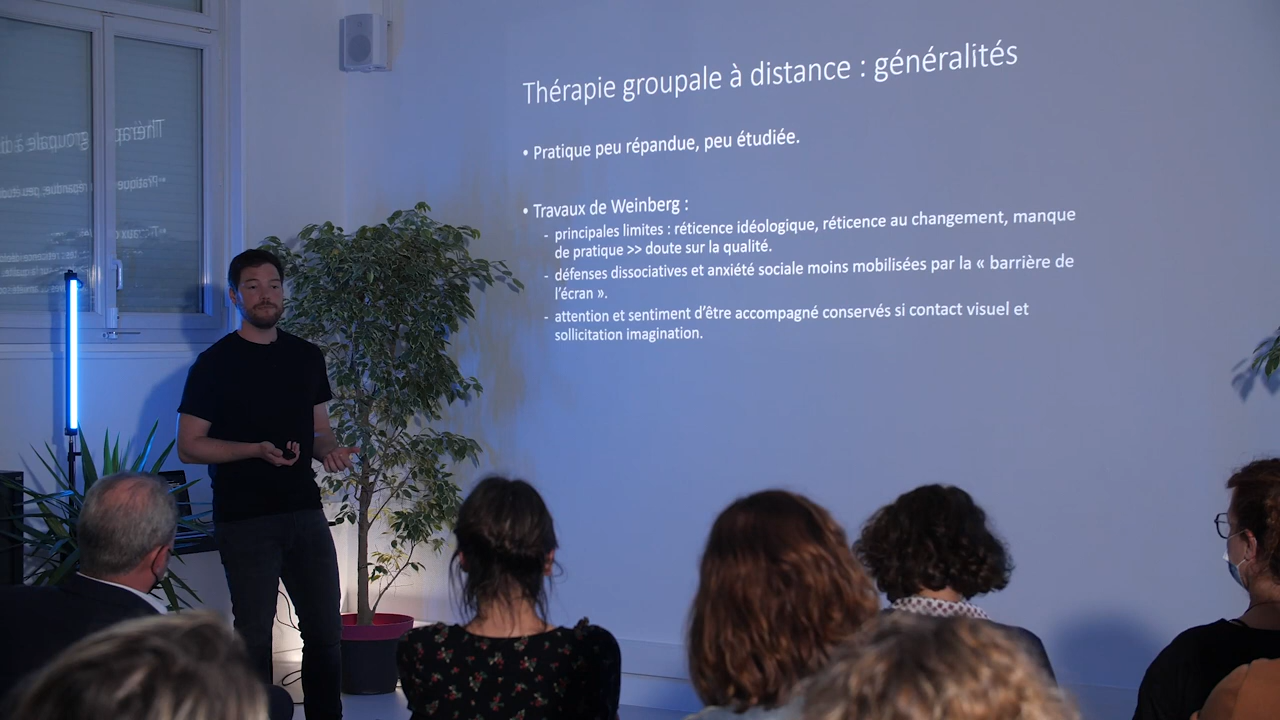 Thérapie groupale à distance : généralités
• Pratique peu répandue, peu étudiée.
• Travaux de Weinberg :
- principales limites : réticence idéologique, réticence au changement, manque
de pratique >> doute sur la qualité.
- défenses dissociatives et anxiété sociale moins mobilisées par la « barrière de
l'écran ».
- attention et sentiment d'être accompagné conservés si contact visuel et
sollicitation imagination.